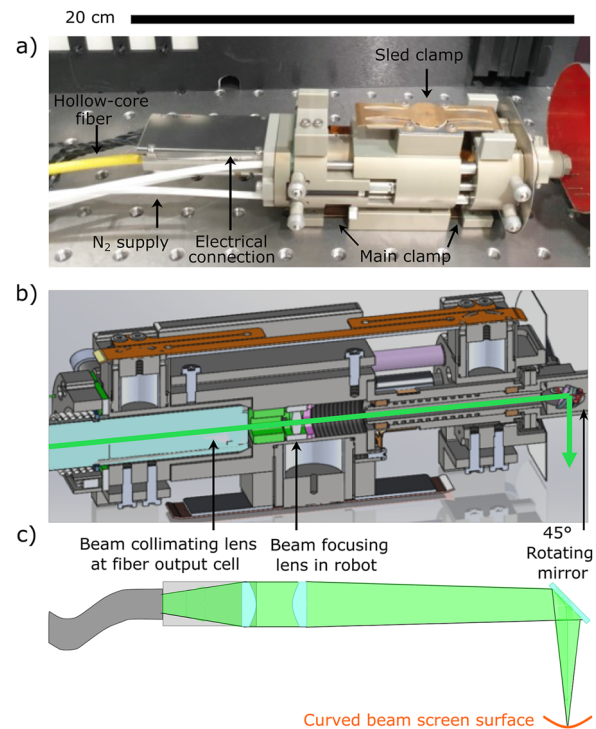 20 cm
a)
Sled clamp
Hollow-core
fiber
N₂ supply
Electrical
connection
Main clamp
b)
Beam collimating lens
at fiber output cell
Beam focusing
lens in robot
45°
Rotating
mirror
c)
Curved beam screen surface